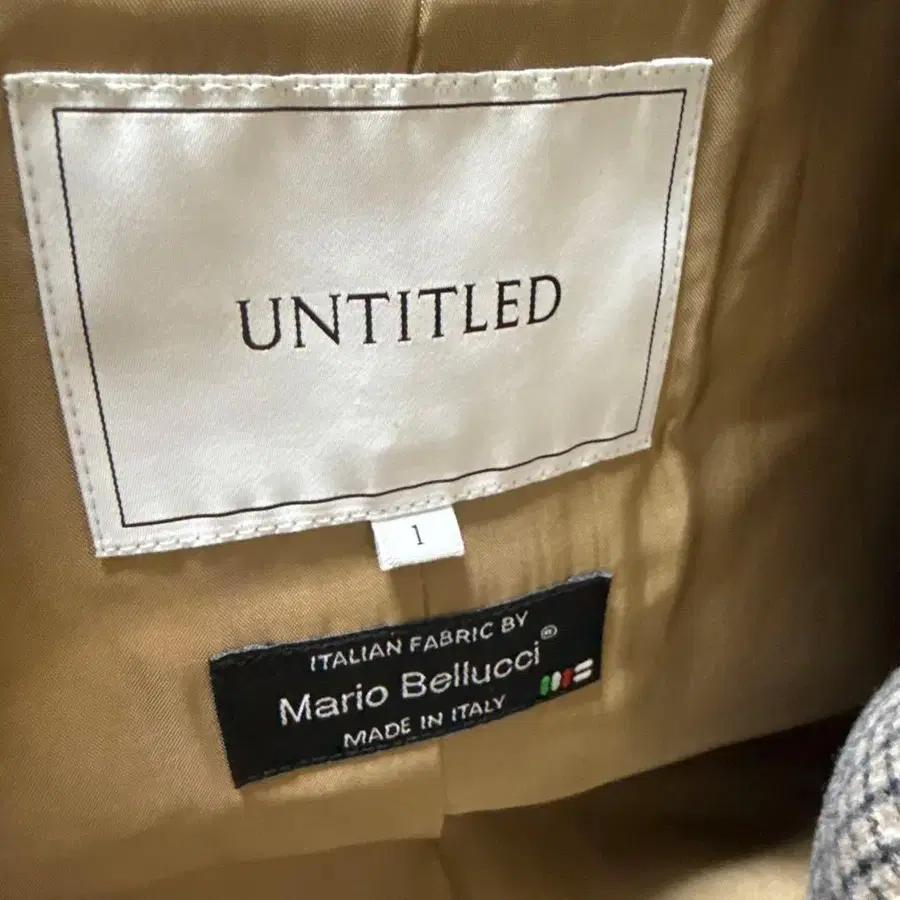 UNTITLED
1
ITALIAN FABRIC BY
Mario Bellucci®
MADE IN ITALY